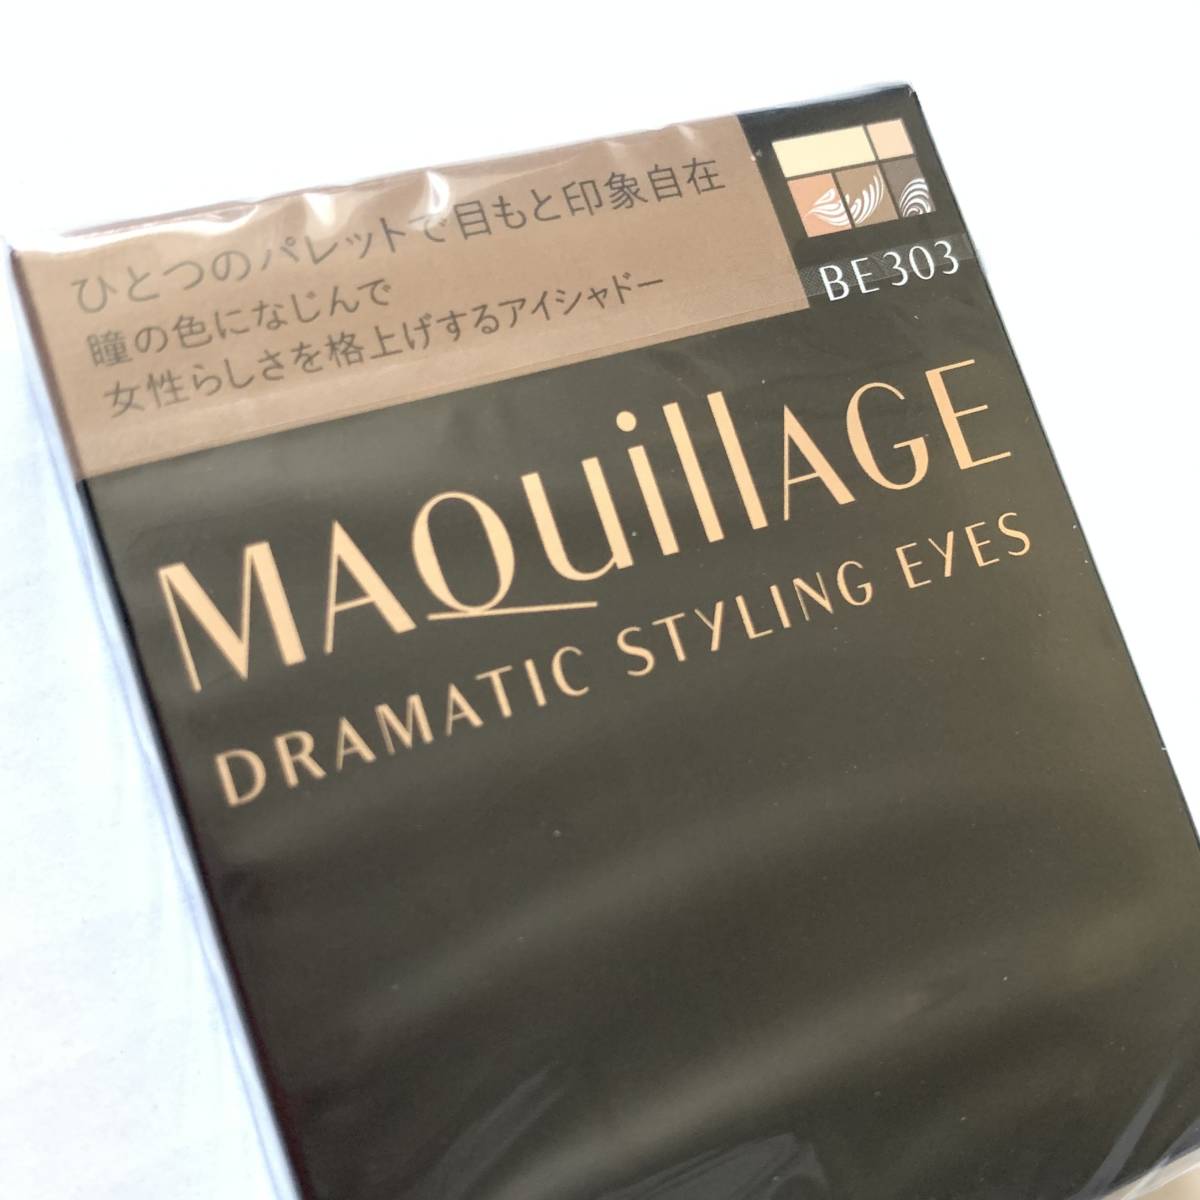 ひとつのパレットで目もと印象自在
瞳の色になじんで
女性らしさを格上げするアイシャドー
BE 303
MAQuillAGE
DRAMATIC STYLING EYES